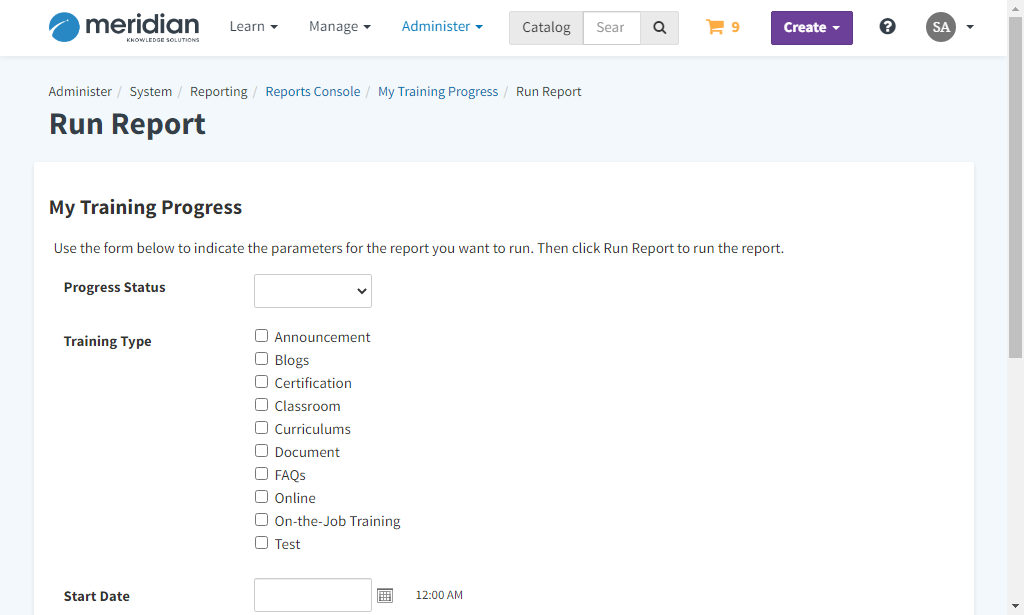 meridian
KNOWLEDGE SOLUTIONS
Learn Manage Administer Catalog Sear 9 Create ? SA
Administer / System / Reporting / Reports Console / My Training Progress / Run Report
Run Report
My Training Progress
Use the form below to indicate the parameters for the report you want to run. Then click Run Report to run the report.
Progress Status
Training Type
Announcement
Blogs
Certification
Classroom
Curriculums
Document
FAQs
Online
On-the-Job Training
Test
Start Date 12:00 AM